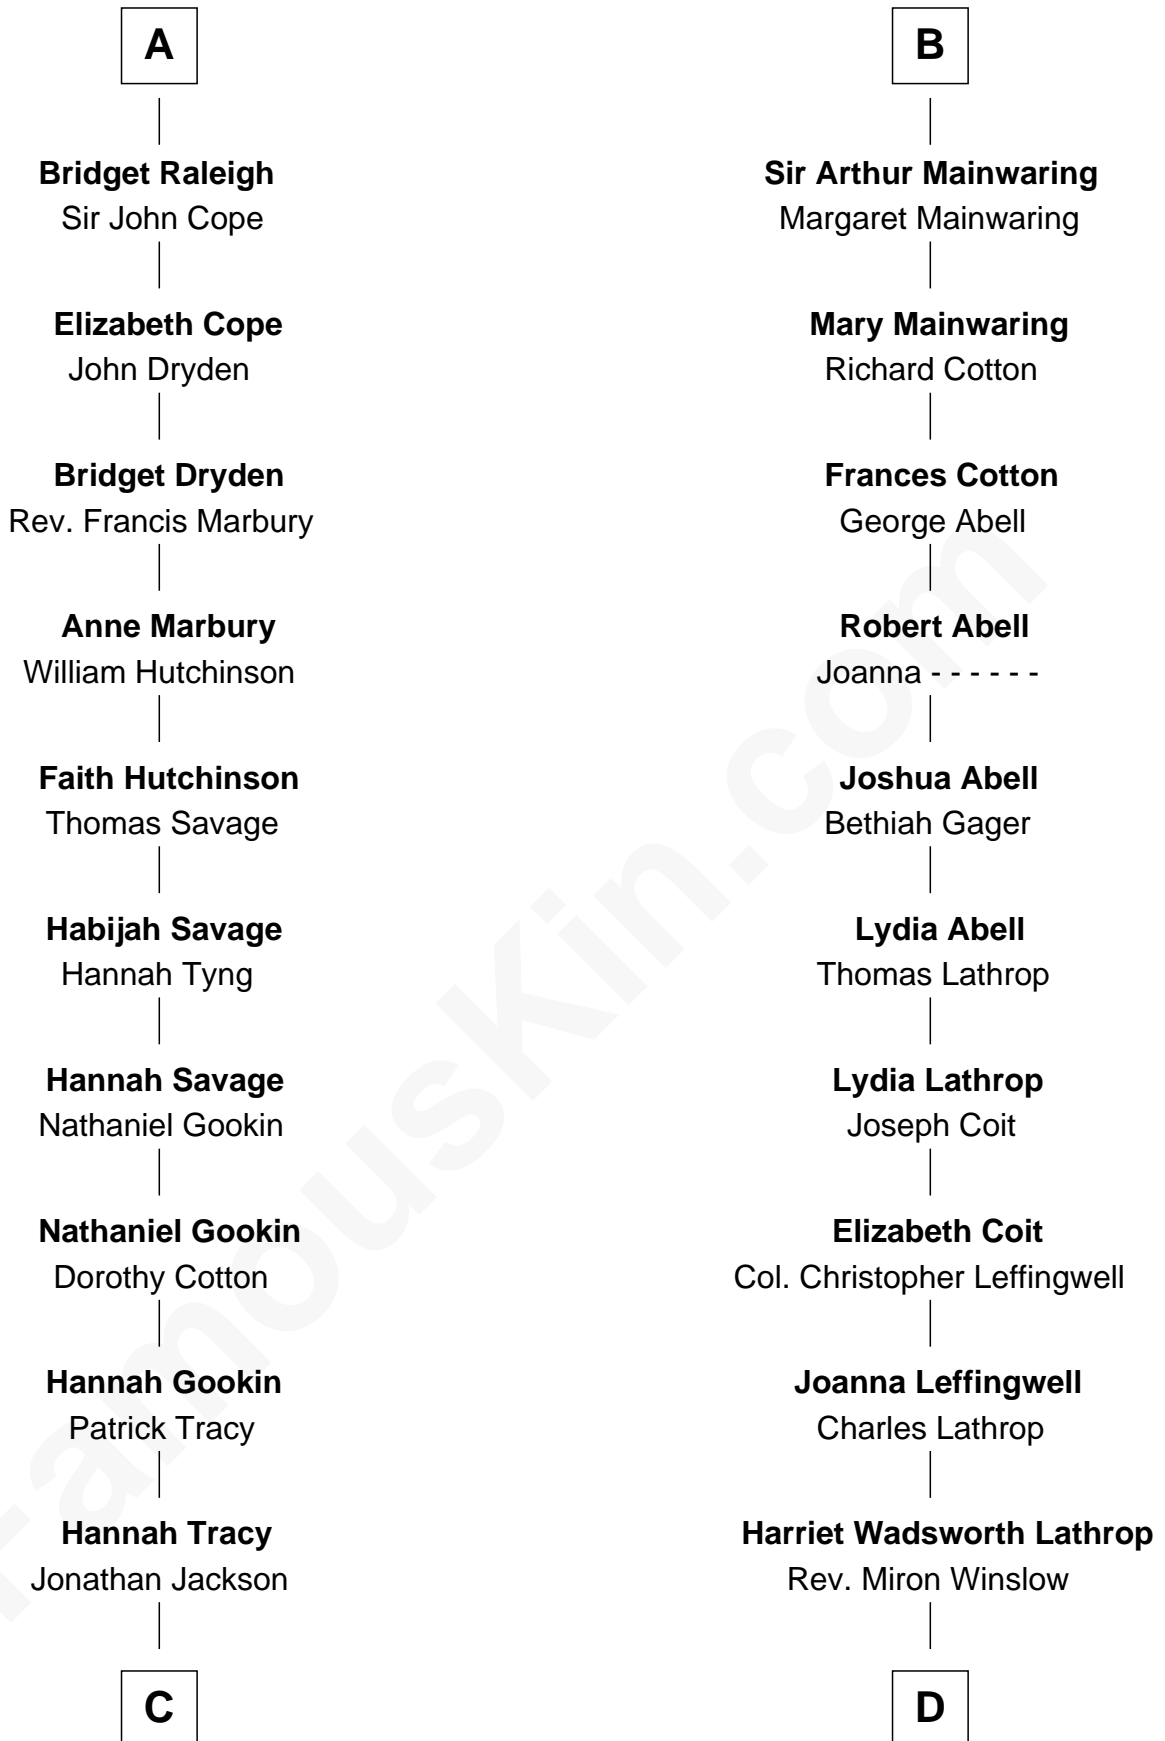 A
Bridget Raleigh
Sir John Cope
Elizabeth Cope
John Dryden
Bridget Dryden
Rev. Francis Marbury
Anne Marbury
William Hutchinson
Faith Hutchinson
Thomas Savage
Habijah Savage
Hannah Tyng
Hannah Savage
Nathaniel Gookin
Nathaniel Gookin
Dorothy Cotton
Hannah Gookin
Patrick Tracy
Hannah Tracy
Jonathan Jackson
C
B
Sir Arthur Mainwaring
Margaret Mainwaring
Mary Mainwaring
Richard Cotton
Frances Cotton
George Abell
Robert Abell
Joanna - - - - - -
Joshua Abell
Bethiah Gager
Lydia Abell
Thomas Lathrop
Lydia Lathrop
Joseph Coit
Elizabeth Coit
Col. Christopher Leffingwell
Joanna Leffingwell
Charles Lathrop
Harriet Wadsworth Lathrop
Rev. Miron Winslow
D
FamousKin.com